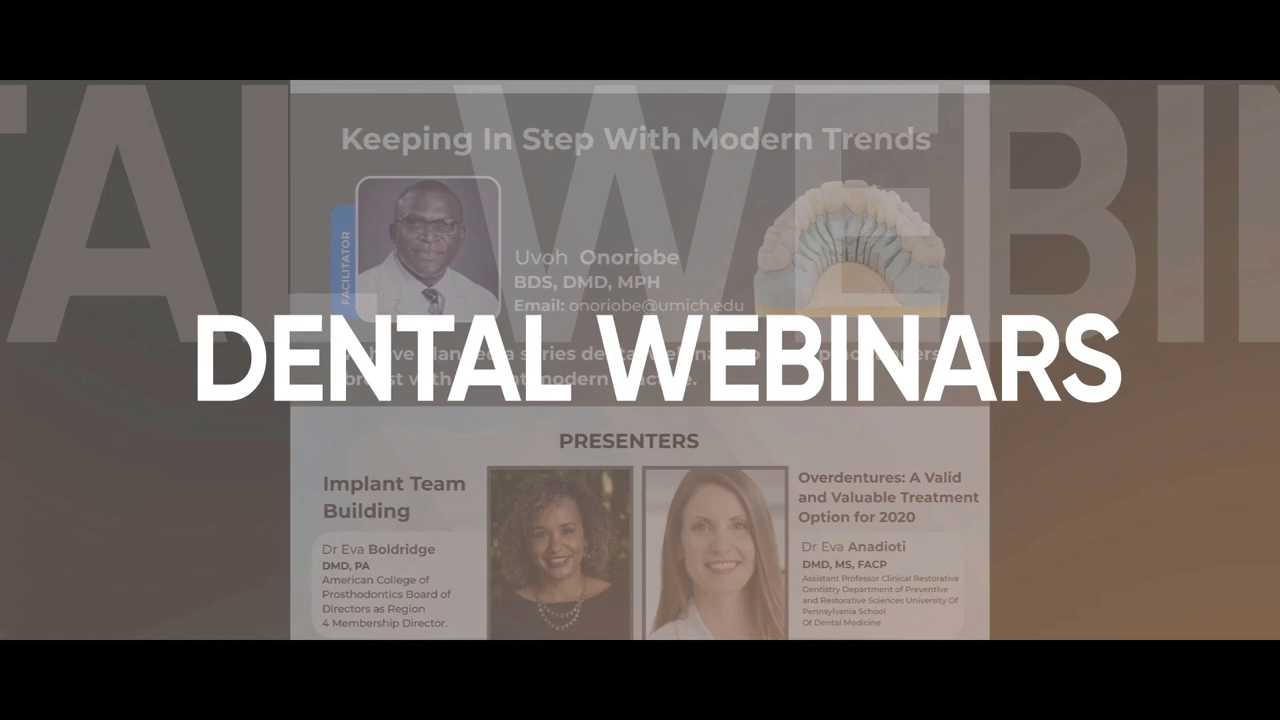 TAL WEBIN
Keeping In Step With Modern Trends
FACILITATOR
Uvoh Onoriobe
BDS, DMD, MPH
Email: onoriobe@umich.edu
DENTAL WEBINARS
PRESENTERS
Implant Team
Building
Dr Eva Boldridge
DMD, PA
American College of
Prosthodontics Board of
Directors as Region
4 Membership Director.
Overdentures: A Valid
and Valuable Treatment
Option for 2020
Dr Eva Anadioti
DMD, MS, FACP
Assistant Professor Clinical Restorative
Dentistry Department of Preventive
and Restorative Sciences University Of
Pennsylvania School
Of Dental Medicine